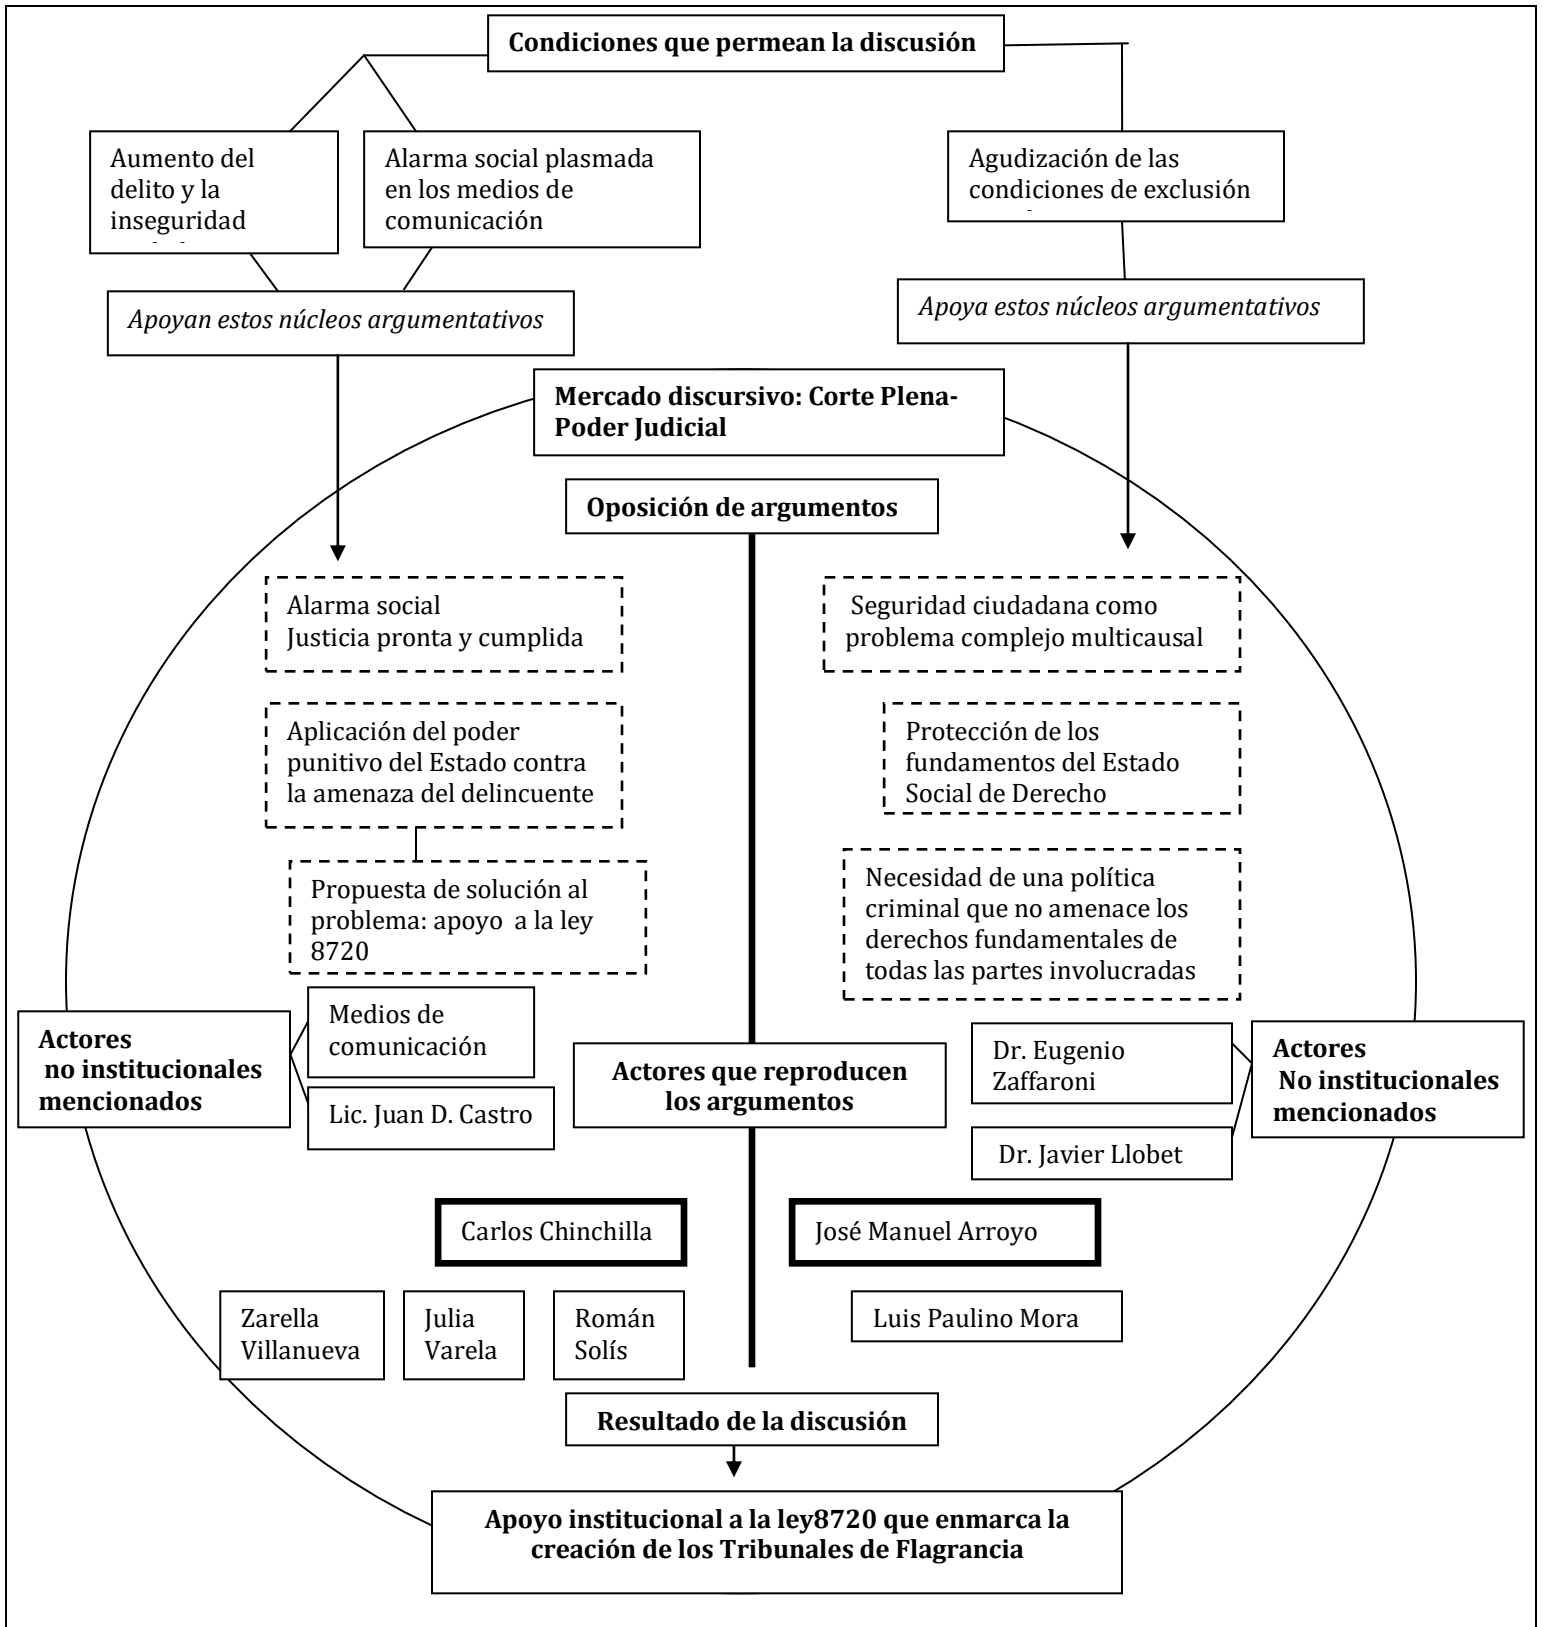 Condiciones que permean la discusión
Aumento del
delito y la
inseguridad
Alarma social plasmada
en los medios de
comunicación
Agudización de las
condiciones de exclusión
Apoyan estos núcleos argumentativos
Apoya estos núcleos argumentativos
Mercado discursivo: Corte Plena-
Poder Judicial
Oposición de argumentos
Alarma social
Justicia pronta y cumplida
Seguridad ciudadana como
problema complejo multicausal
Aplicación del poder
punitivo del Estado contra
la amenaza del delincuente
Protección de los
fundamentos del Estado
Social de Derecho
Propuesta de solución al
problema: apoyo a la ley
8720
Necesidad de una política
criminal que no amenace los
derechos fundamentales de
todas las partes involucradas
Actores
no institucionales
mencionados
Medios de
comunicación
Lic. Juan D. Castro
Actores que reproducen
los argumentos
Dr. Eugenio
Zaffaroni
Dr. Javier Llobet
Actores
No institucionales
mencionados
Carlos Chinchilla
José Manuel Arroyo
Zarella
Villanueva
Julia
Varela
Román
Solís
Luis Paulino Mora
Resultado de la discusión
Apoyo institucional a la ley8720 que enmarca la
creación de los Tribunales de Flagrancia